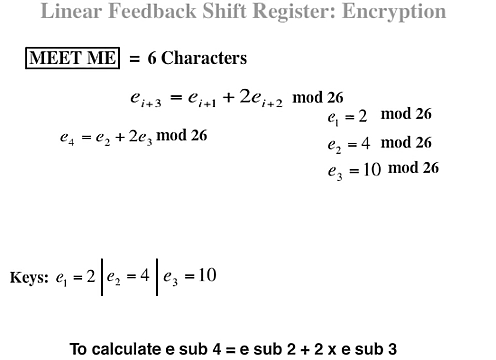 Linear Feedback Shift Register: Encryption
MEET ME = 6 Characters
e_{i+3} = e_{i+1} + 2e_{i+2} mod 26
e_1 = 2 mod 26
e_4 = e_2 + 2e_3 mod 26
e_2 = 4 mod 26
e_3 = 10 mod 26
Keys: e_1 = 2 | e_2 = 4 | e_3 = 10
To calculate e sub 4 = e sub 2 + 2 x e sub 3